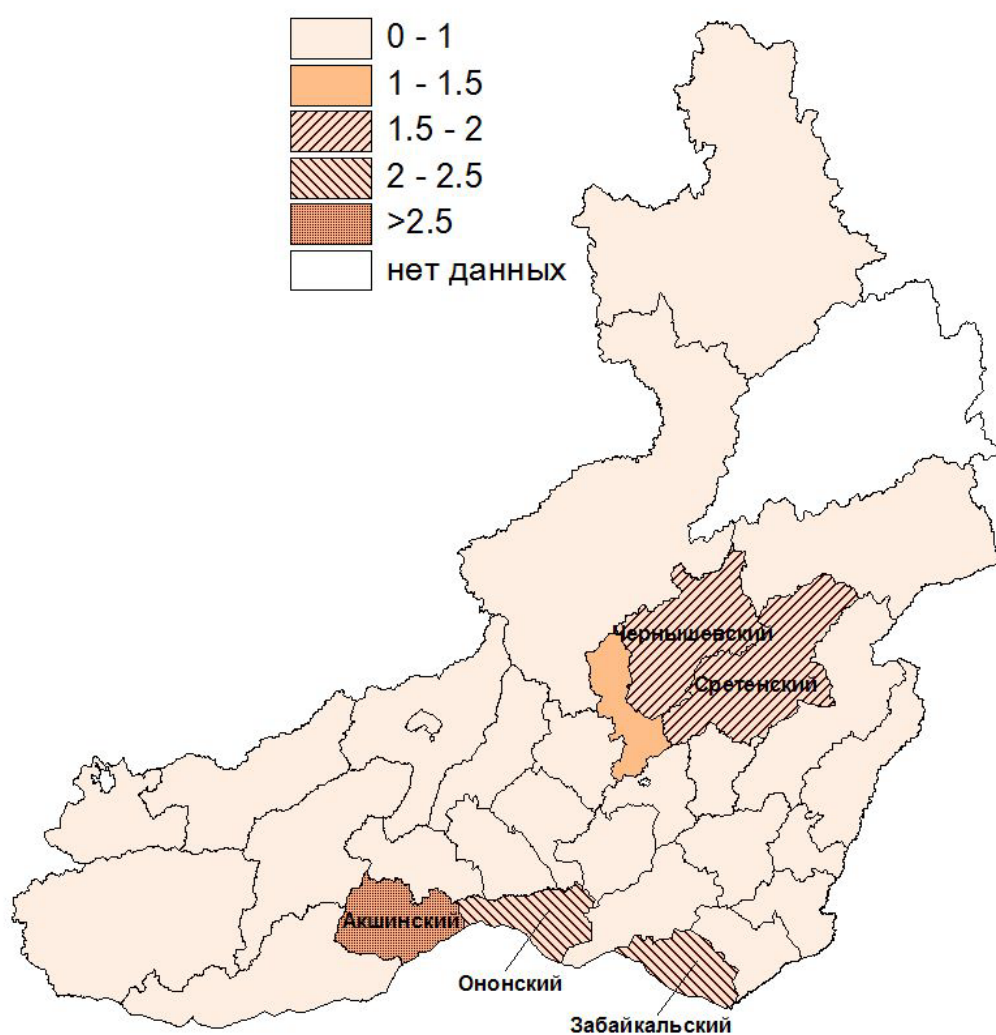 0 - 1
1 - 1.5
1.5 - 2
2 - 2.5
>2.5
нет данных
Чернышевский
Сретенский
Акшинский
Ононский
Забайкальский